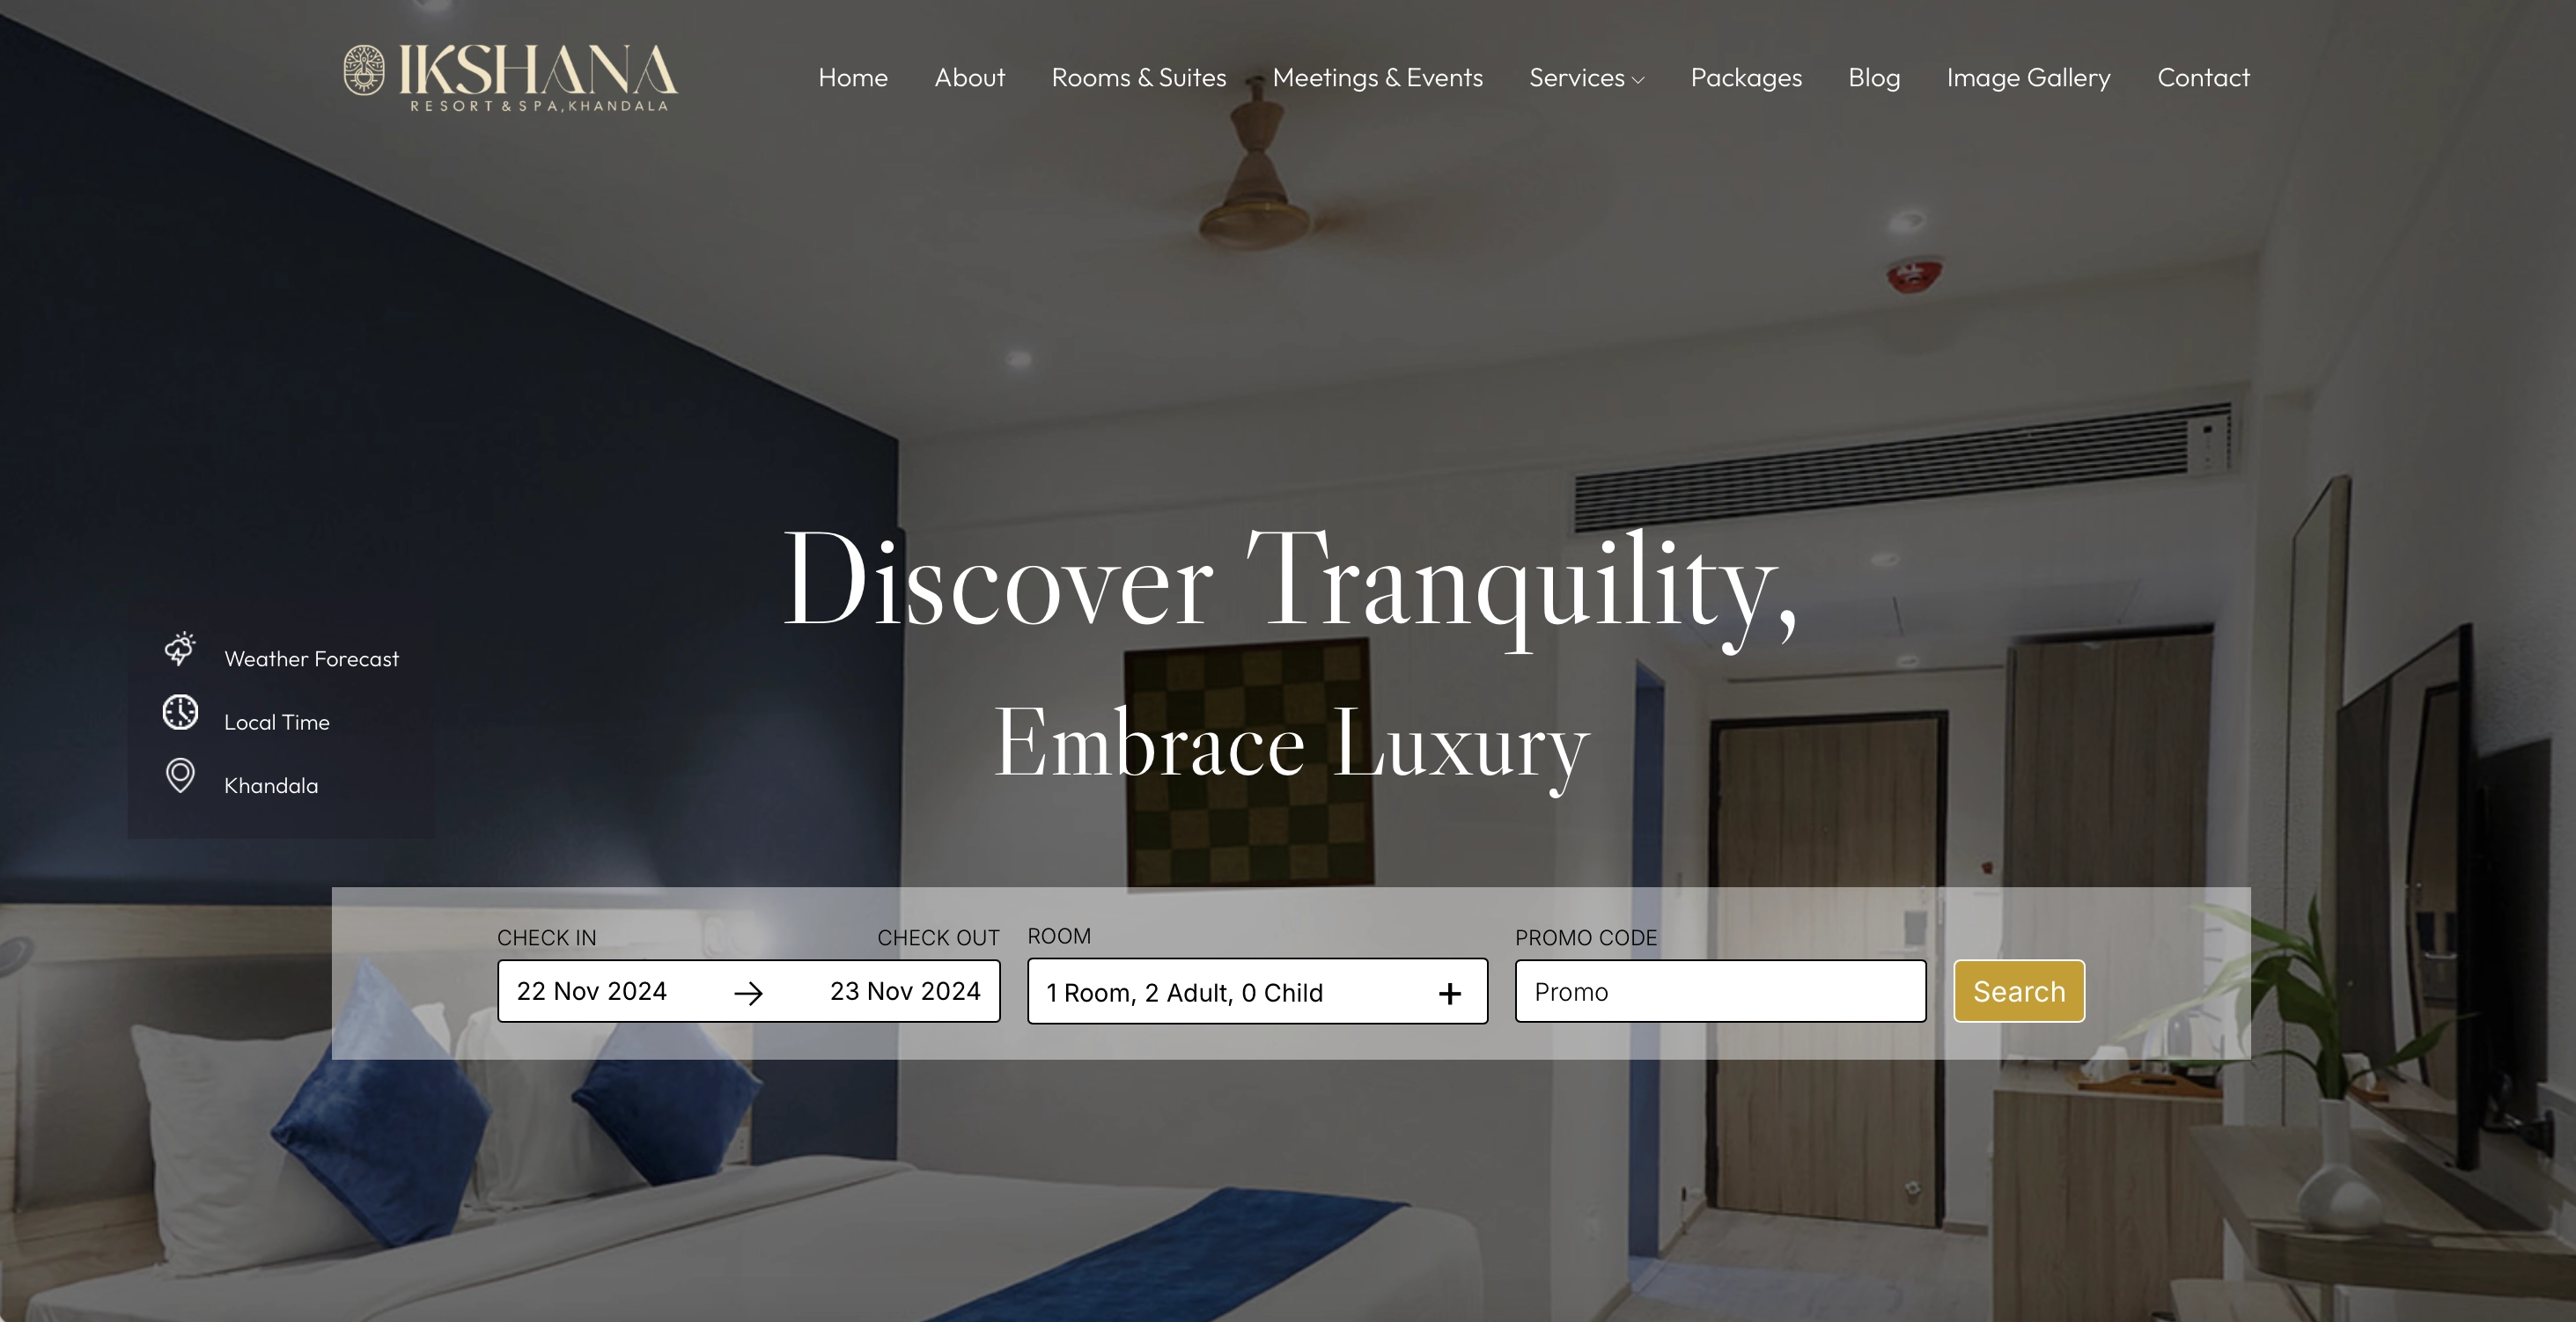 IKSHANA
RESORT & SPA, KHANDALA
Home About Rooms & Suites Meetings & Events Services Packages Blog Image Gallery Contact
Discover Tranquility,
Embrace Luxury
Weather Forecast
Local Time
Khandala
CHECK IN CHECK OUT ROOM PROMO CODE
22 Nov 2024 → 23 Nov 2024 1 Room, 2 Adult, 0 Child + Promo Search